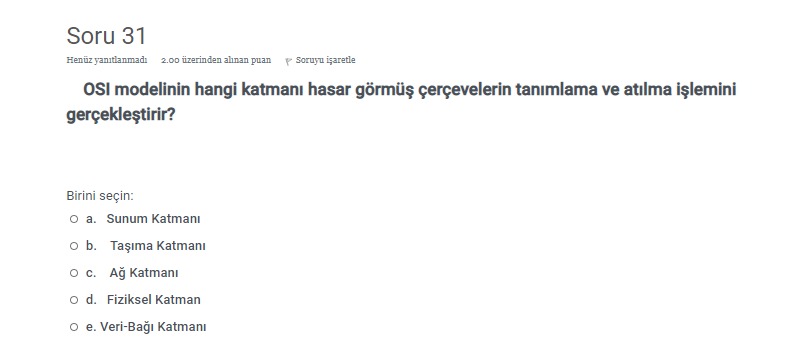 Soru 31
Henüz yanıtlanmadı 2.00 üzerinden alınan puan Soruyu işaretle
OSI modelinin hangi katmanı hasar görmüş çerçevelerin tanımlama ve atılma işlemini
gerçekleştirir?
Birini seçin:
a. Sunum Katmanı
b. Taşıma Katmanı
c. Ağ Katmanı
d. Fiziksel Katman
e. Veri-Bağı Katmanı